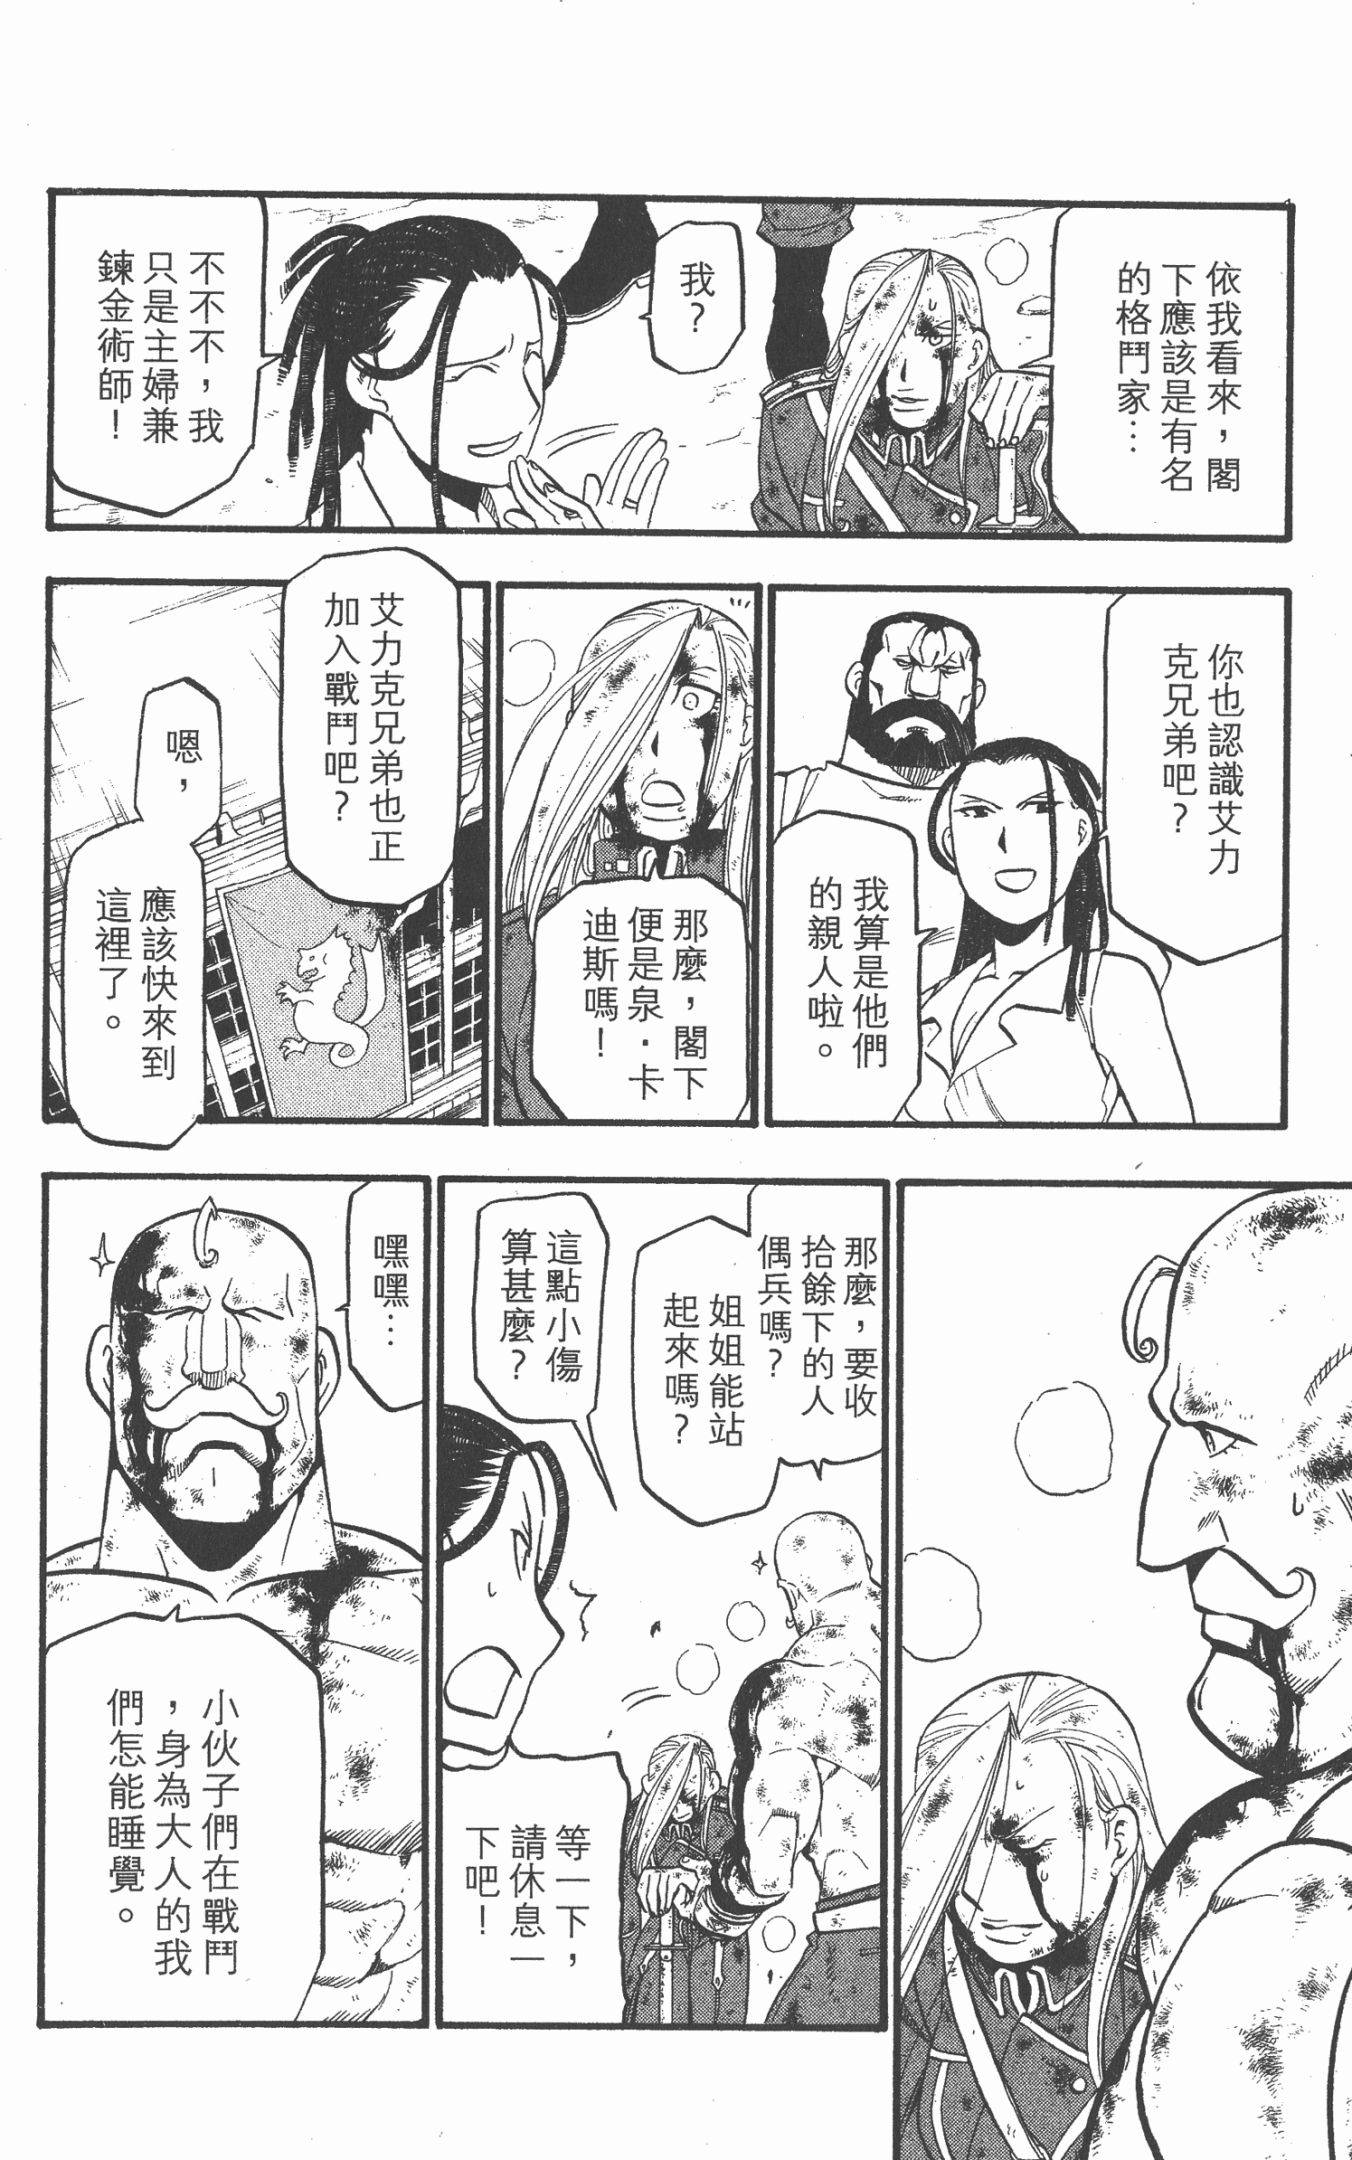 依我看來，閣
下應該是有名
的格鬥家…
我？
不不不，我
只是主婦兼
鍊金術師！
你也認識艾力
克兄弟吧？
我算是他們
的親人啦。
那麼，閣下
便是泉．卡
迪斯嗎！
艾力克兄弟也正
加入戰鬥吧？
嗯，
應該快來到
這裡了。
那麼，要收
拾餘下的人
偶兵嗎？
姐姐能站
起來嗎？
這點小傷
算甚麼？
等一下，
請休息一
下吧！
嘿嘿…
小伙子們在戰鬥
，身為大人的我
們怎能睡覺。